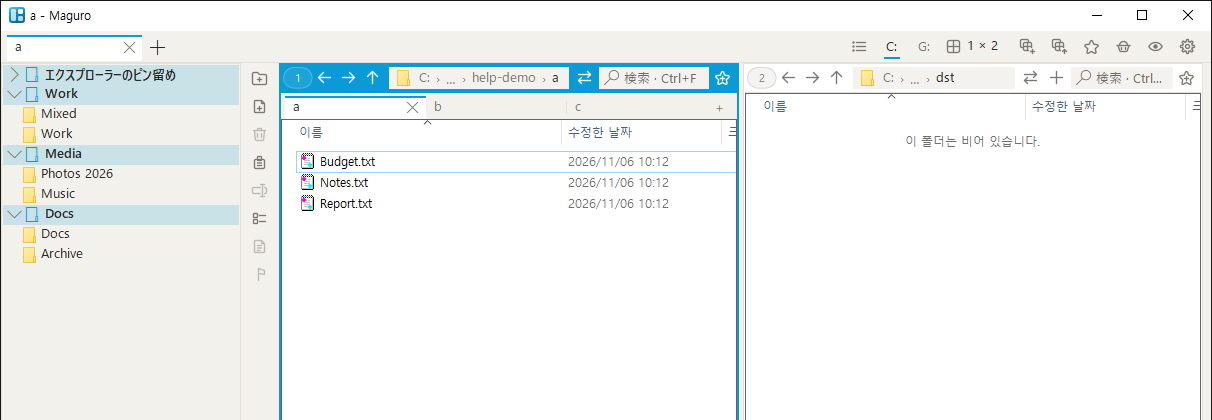 a - Maguro
a
C: G: 1 × 2
エクスプローラーのピン留め
Work
Mixed
Work
Media
Photos 2026
Music
Docs
Docs
Archive
1 C: › ... › help-demo › a 検索 · Ctrl+F
a b c +
이름 수정한 날짜
Budget.txt 2026/11/06 10:12
Notes.txt 2026/11/06 10:12
Report.txt 2026/11/06 10:12
2 C: › ... › dst 検索 · Ctrl...
이름 수정한 날짜
이 폴더는 비어 있습니다.